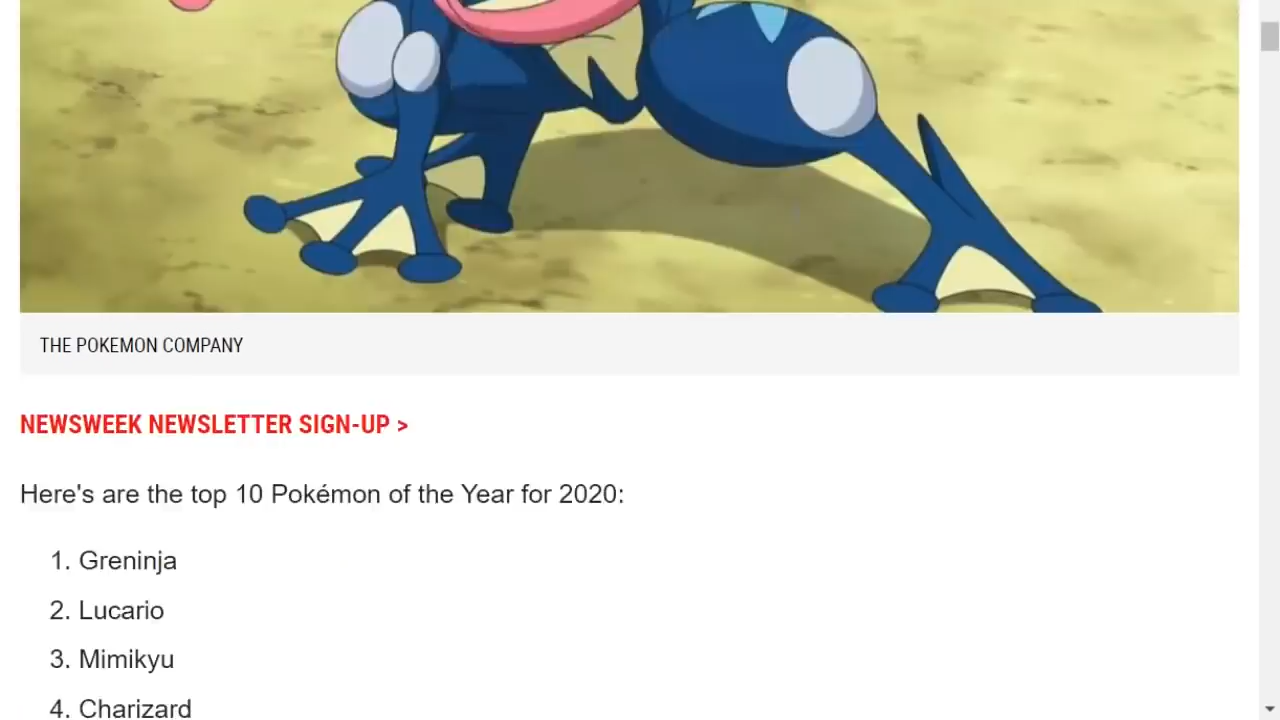 THE POKEMON COMPANY
NEWSWEEK NEWSLETTER SIGN-UP >
Here's are the top 10 Pokémon of the Year for 2020:
1. Greninja
2. Lucario
3. Mimikyu
4. Charizard